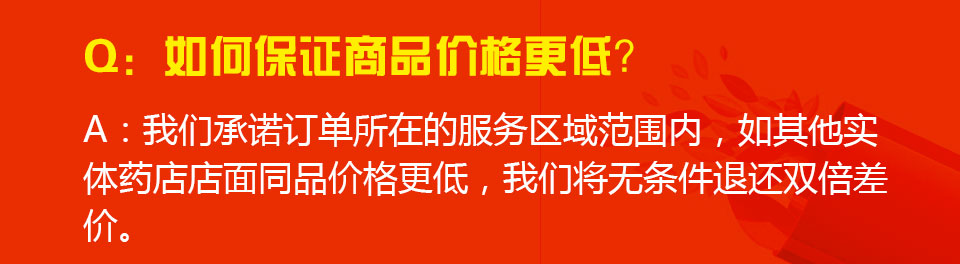 Q：如何保证商品价格更低？
A：我们承诺订单所在的服务区域范围内，如其他实
体药店店面同品价格更低，我们将无条件退还双倍差
价。